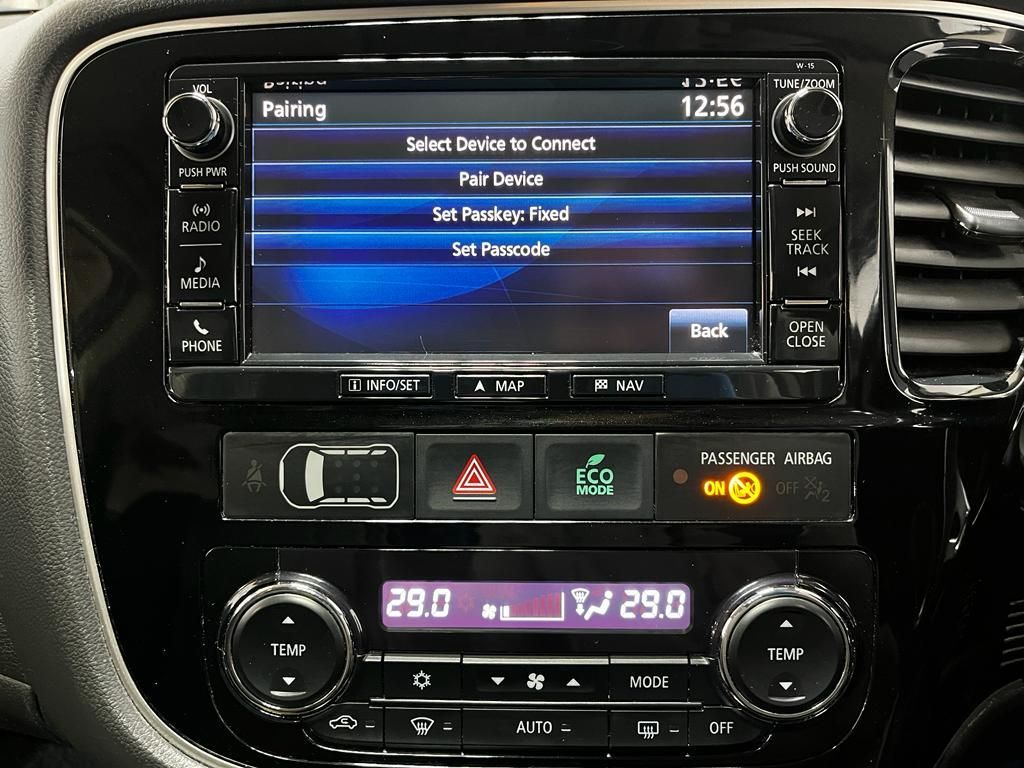 W-15
VOL
TUNE/ZOOM
Pairing 12:56
Select Device to Connect
Pair Device
Set Passkey: Fixed
Set Passcode
Back
PUSH PWR
RADIO
MEDIA
PHONE
PUSH SOUND
SEEK
TRACK
OPEN
CLOSE
INFO/SET
MAP
NAV
ECO
MODE
PASSENGER AIRBAG
ON OFF 2
29.0 29.0
TEMP
TEMP
MODE
AUTO
OFF